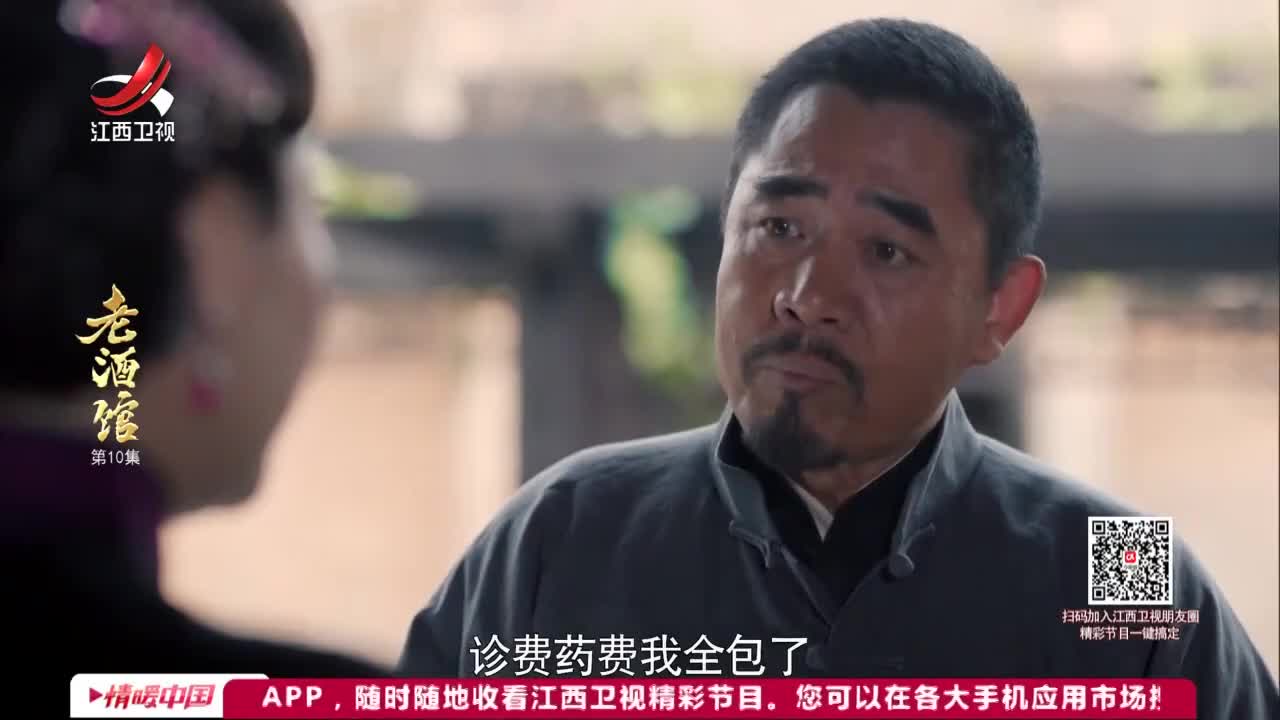 江西卫视
老酒馆
第10集
扫码加入江西卫视朋友圈
精彩节目一键搞定
诊费药费我全包了
情暖中国
APP，随时随地收看江西卫视精彩节目。您可以在各大手机应用市场